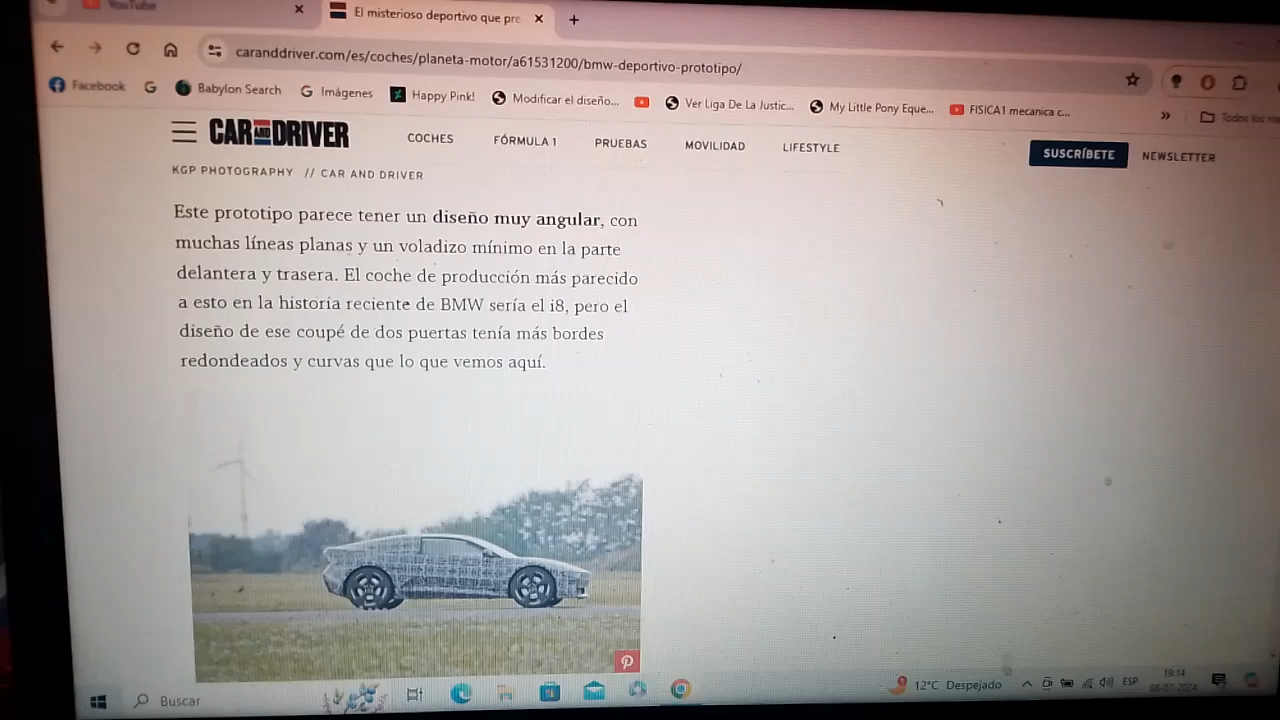 YouTube
El misterioso deportivo que pre
caranddriver.com/es/coches/planeta-motor/a61531200/bmw-deportivo-prototipo/
Facebook
Babylon Search
Imágenes
Happy Pink!
Modificar el diseño...
Ver Liga De La Justic...
My Little Pony Eque...
FISICA1 mecanica c...
»
Todos los
CAR AND DRIVER
COCHES
FÓRMULA 1
PRUEBAS
MOVILIDAD
LIFESTYLE
SUSCRÍBETE
NEWSLETTER
KGP PHOTOGRAPHY // CAR AND DRIVER
Este prototipo parece tener un diseño muy angular, con
muchas líneas planas y un voladizo mínimo en la parte
delantera y trasera. El coche de producción más parecido
a esto en la historia reciente de BMW sería el i8, pero el
diseño de ese coupé de dos puertas tenía más bordes
redondeados y curvas que lo que vemos aquí.
Buscar
12°C Despejado
ESP
19:14
08-07-2024